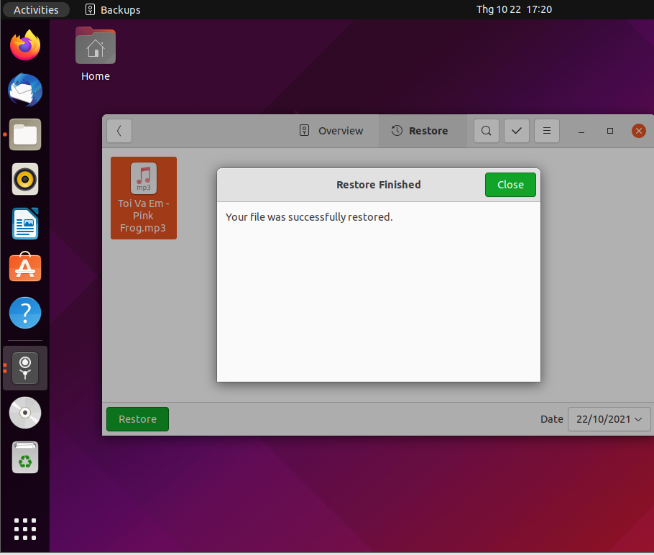 Activities
Backups
Thg 10 22 17:20
Home
Overview
Restore
mp3
Toi Va Em -
Pink
Frog.mp3
Restore Finished
Close
Your file was successfully restored.
Restore
Date
22/10/2021